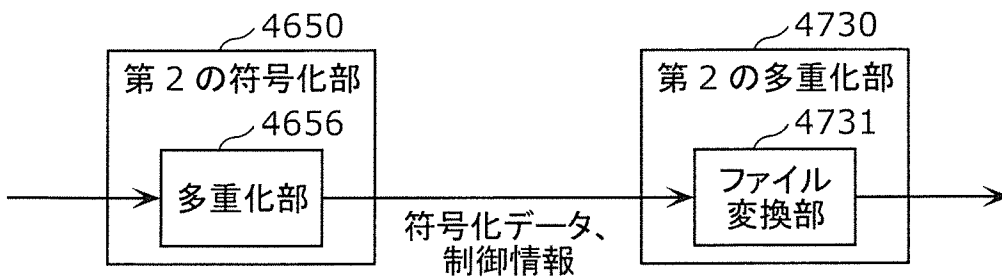 4650
第2の符号化部
4656
多重化部
符号化データ、
制御情報
4730
第2の多重化部
4731
ファイル
変換部